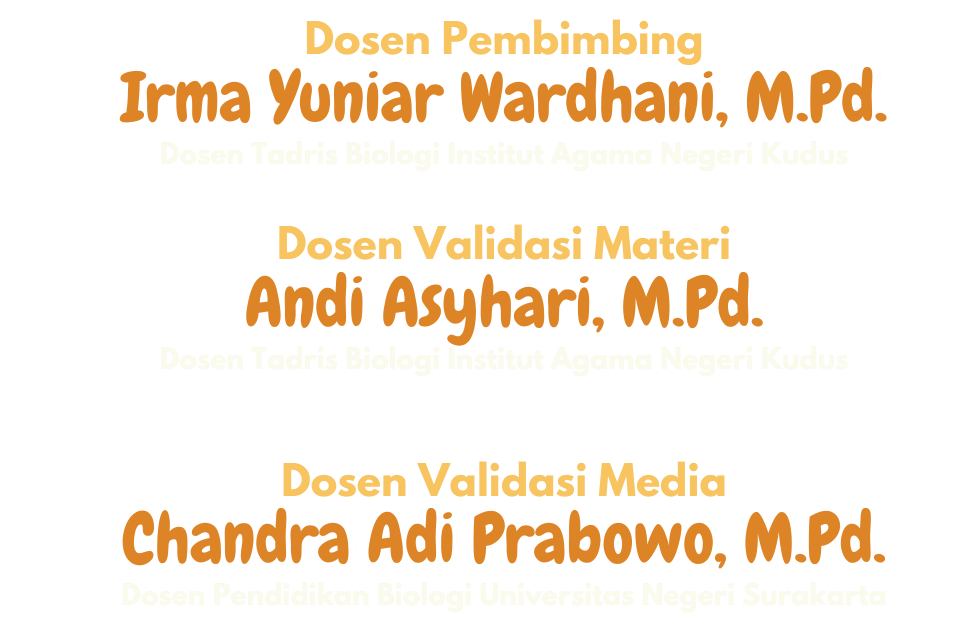 Dosen Pembimbing
Irma Yuniar Wardhani, M.Pd.
Dosen Tadris Biologi Institut Agama Negeri Kudus
Dosen Validasi Materi
Andi Asyhari, M.Pd.
Dosen Tadris Biologi Institut Agama Negeri Kudus
Dosen Validasi Media
Chandra Adi Prabowo, M.Pd.
Dosen Pendidikan Biologi Universitas Negeri Surakarta